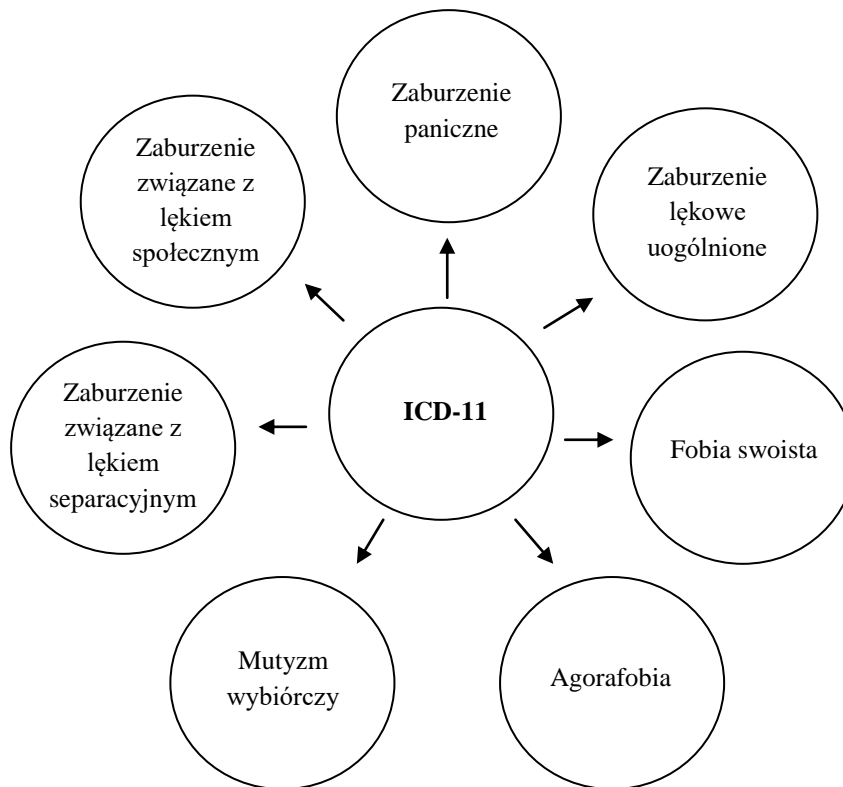 Zaburzenie
paniczne
Zaburzenie
związane z
lękiem
społecznym
Zaburzenie
lękowe
uogólnione
Zaburzenie
związane z
lękiem
separacyjnym
ICD-11
Fobia swoista
Mutyzm
wybiórczy
Agorafobia